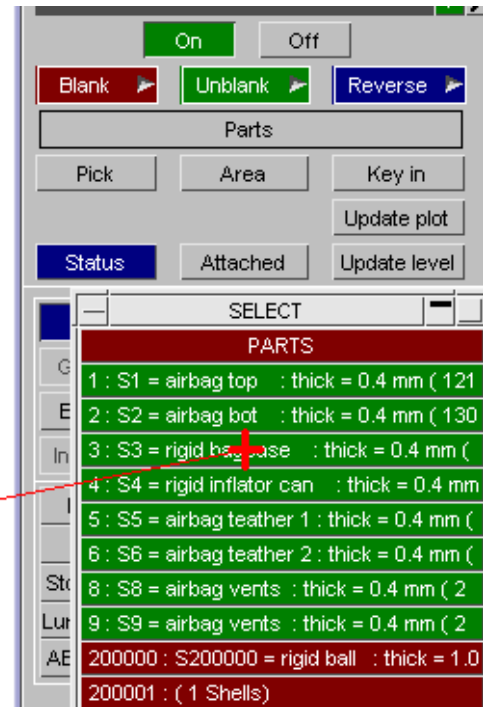 On Off
Blank Unblank Reverse
Parts
Pick Area Key in
Update plot
Status Attached Update level
SELECT
PARTS
G
1 : S1 = airbag top : thick = 0.4 mm ( 121
E
2 : S2 = airbag bot : thick = 0.4 mm ( 130
In
3 : S3 = rigid : thick = 0.4 mm (
4 : S4 = rigid inflator can : thick = 0.4 mm
5 : S5 = airbag teather 1 : thick = 0.4 mm (
6 : S6 = airbag teather 2 : thick = 0.4 mm (
Sto
8 : S8 = airbag vents : thick = 0.4 mm ( 2
Lur
9 : S9 = airbag vents : thick = 0.4 mm ( 2
AE
200000 : S200000 = rigid ball : thick = 1.0
200001 : ( 1 Shells)